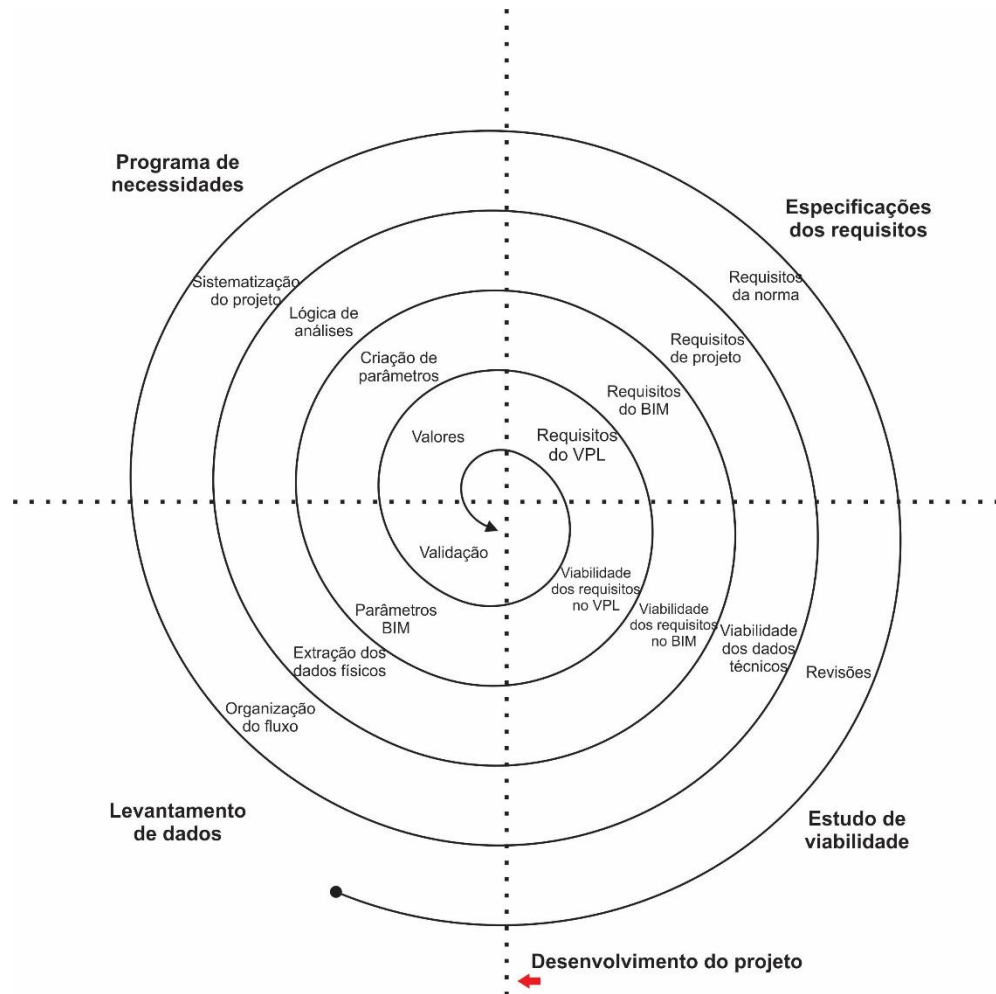 Programa de
necessidades
Especificações
dos requisitos
Sistematização
do projeto
Requisitos
da norma
Lógica de
análises
Requisitos
de projeto
Criação de
parâmetros
Requisitos
do BIM
Valores
Requisitos
do VPL
Validação
Viabilidade
dos requisitos
no VPL
Parâmetros
BIM
Viabilidade
dos requisitos
no BIM
Viabilidade
dos dados
técnicos
Extração dos
dados físicos
Revisões
Organização
do fluxo
Levantamento
de dados
Estudo de
viabilidade
Desenvolvimento do projeto